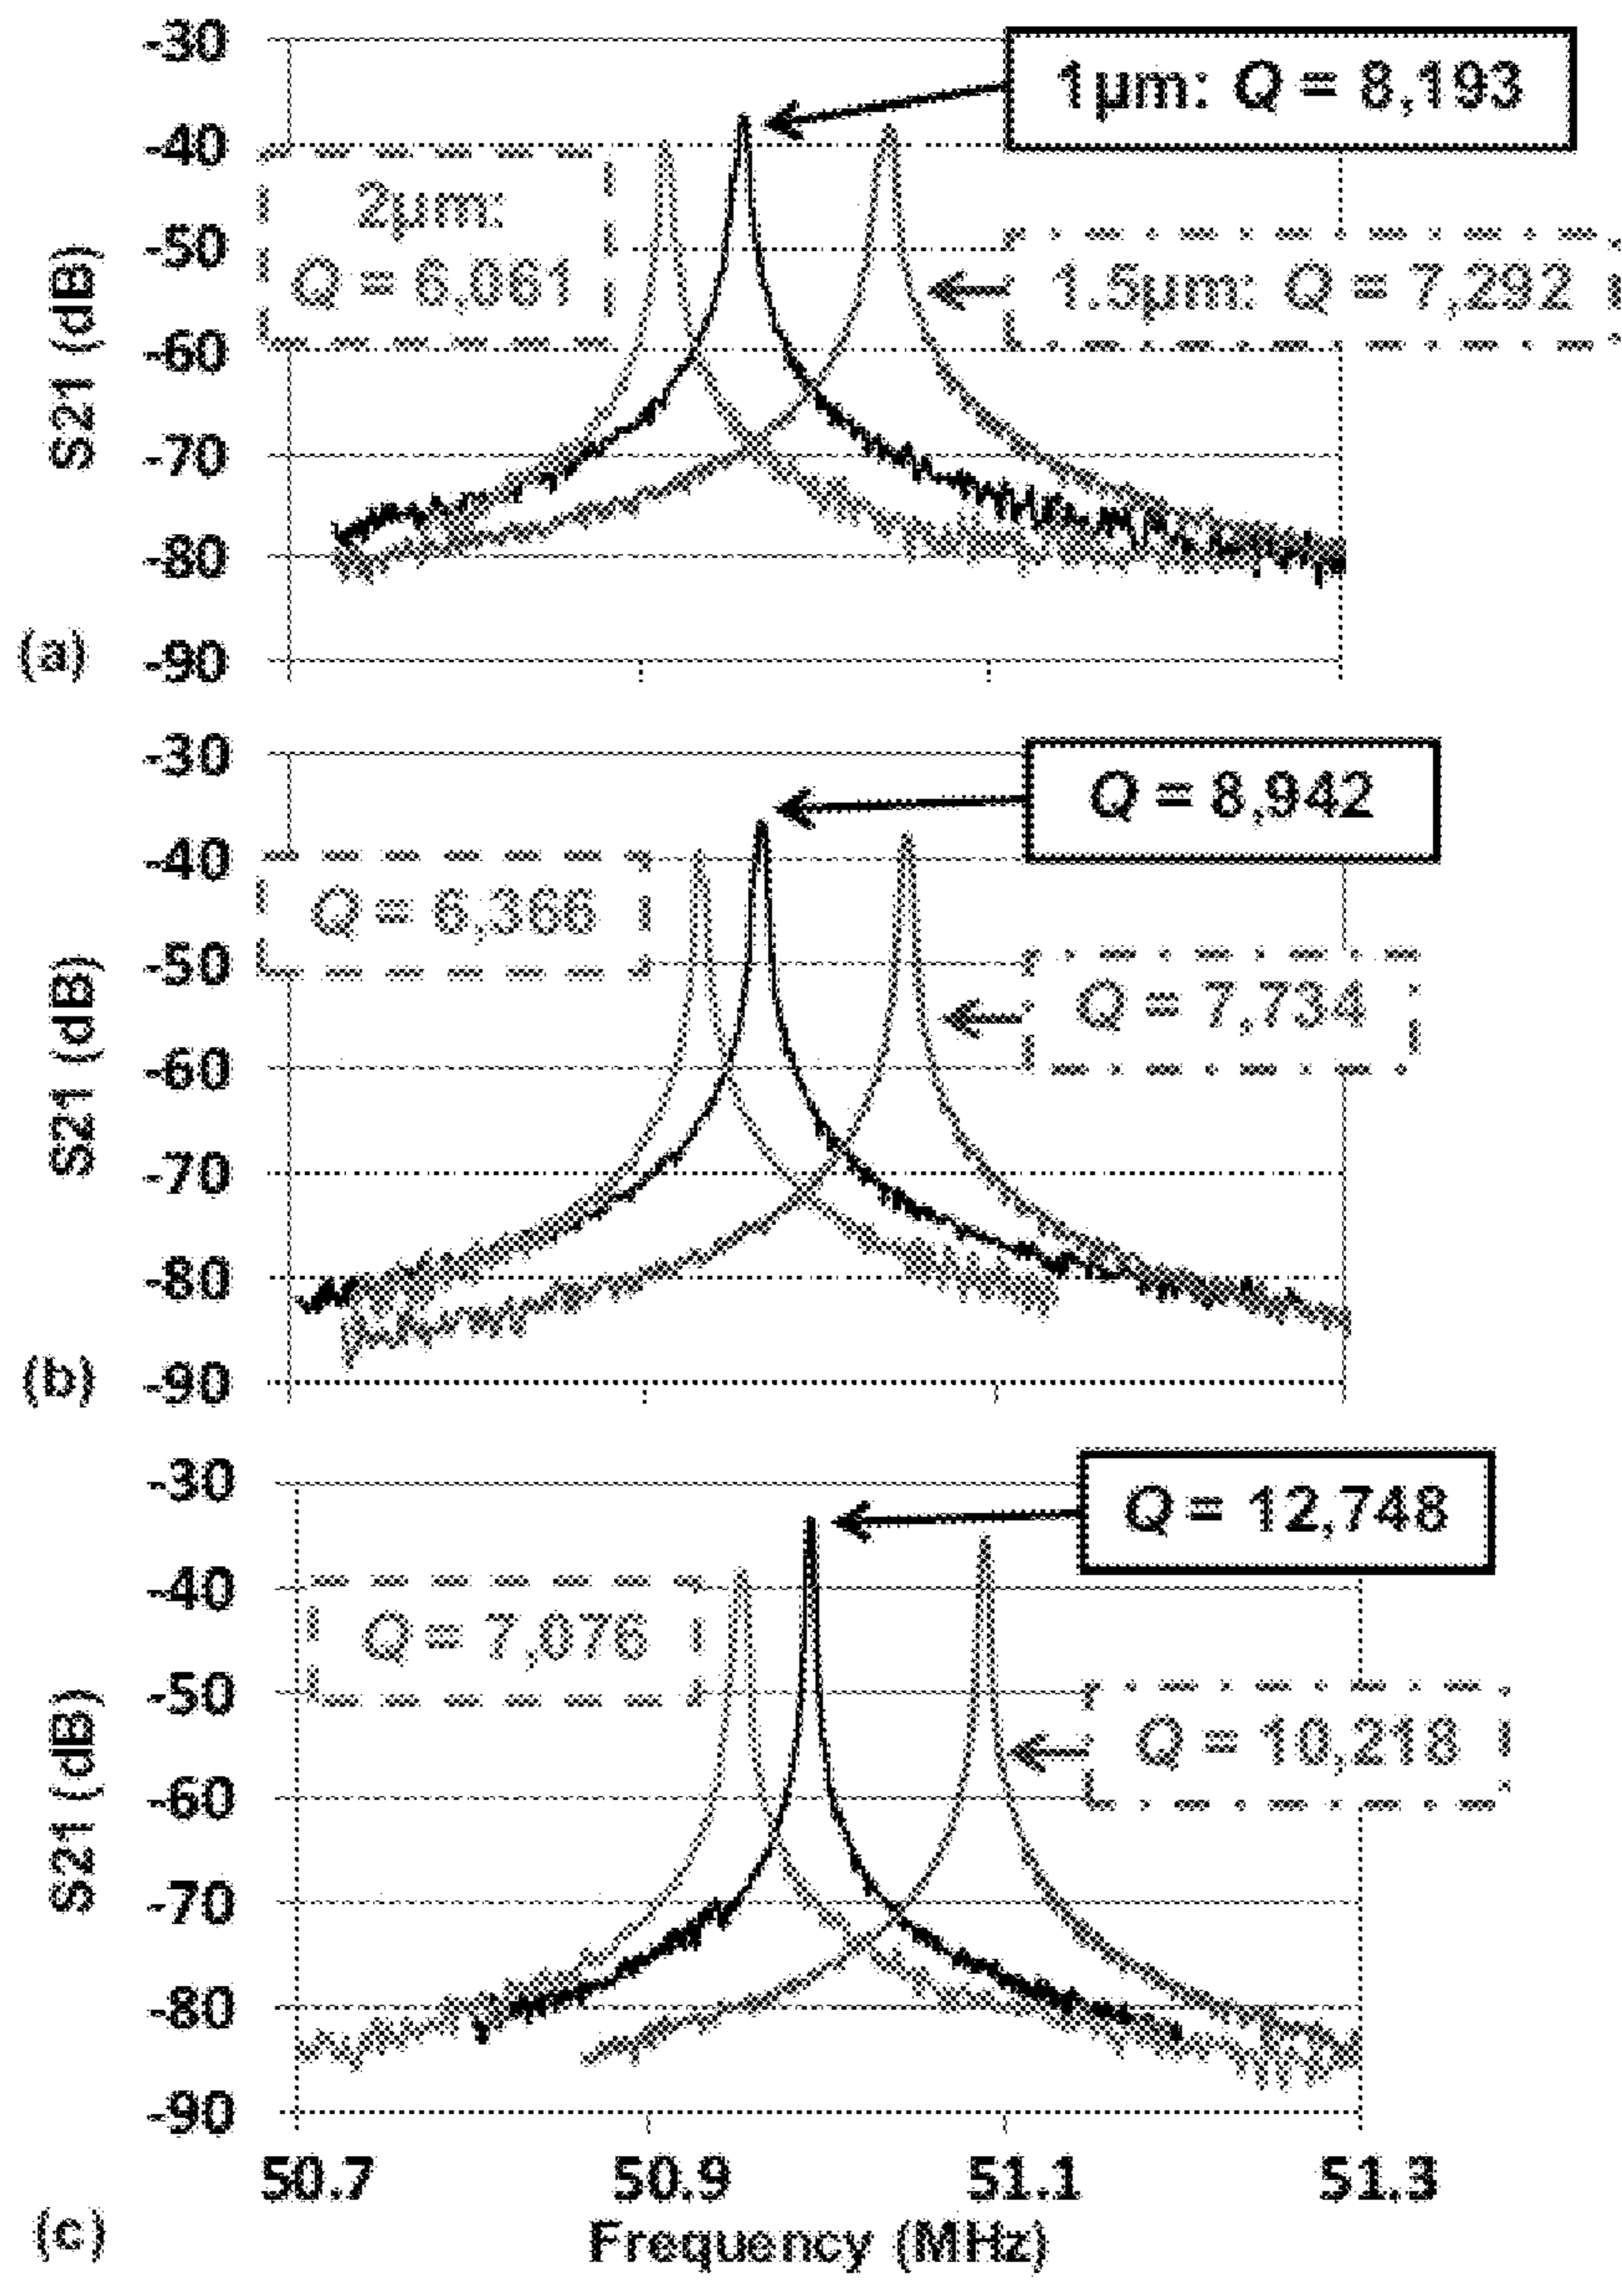 -30
1µm: Q = 8,193
-40
2µm:
Q = 6,061
-50
1.5µm: Q = 7,292
-60
-70
-80
-90
S21 (dB)
(a)
-30
Q = 8,942
-40
Q = 6,366
-50
Q = 7,734
-60
-70
-80
-90
S21 (dB)
(b)
-30
Q = 12,748
-40
Q = 7,076
-50
Q = 10,218
-60
-70
-80
-90
S21 (dB)
50.7 50.9 51.1 51.3
(c)
Frequency (MHz)